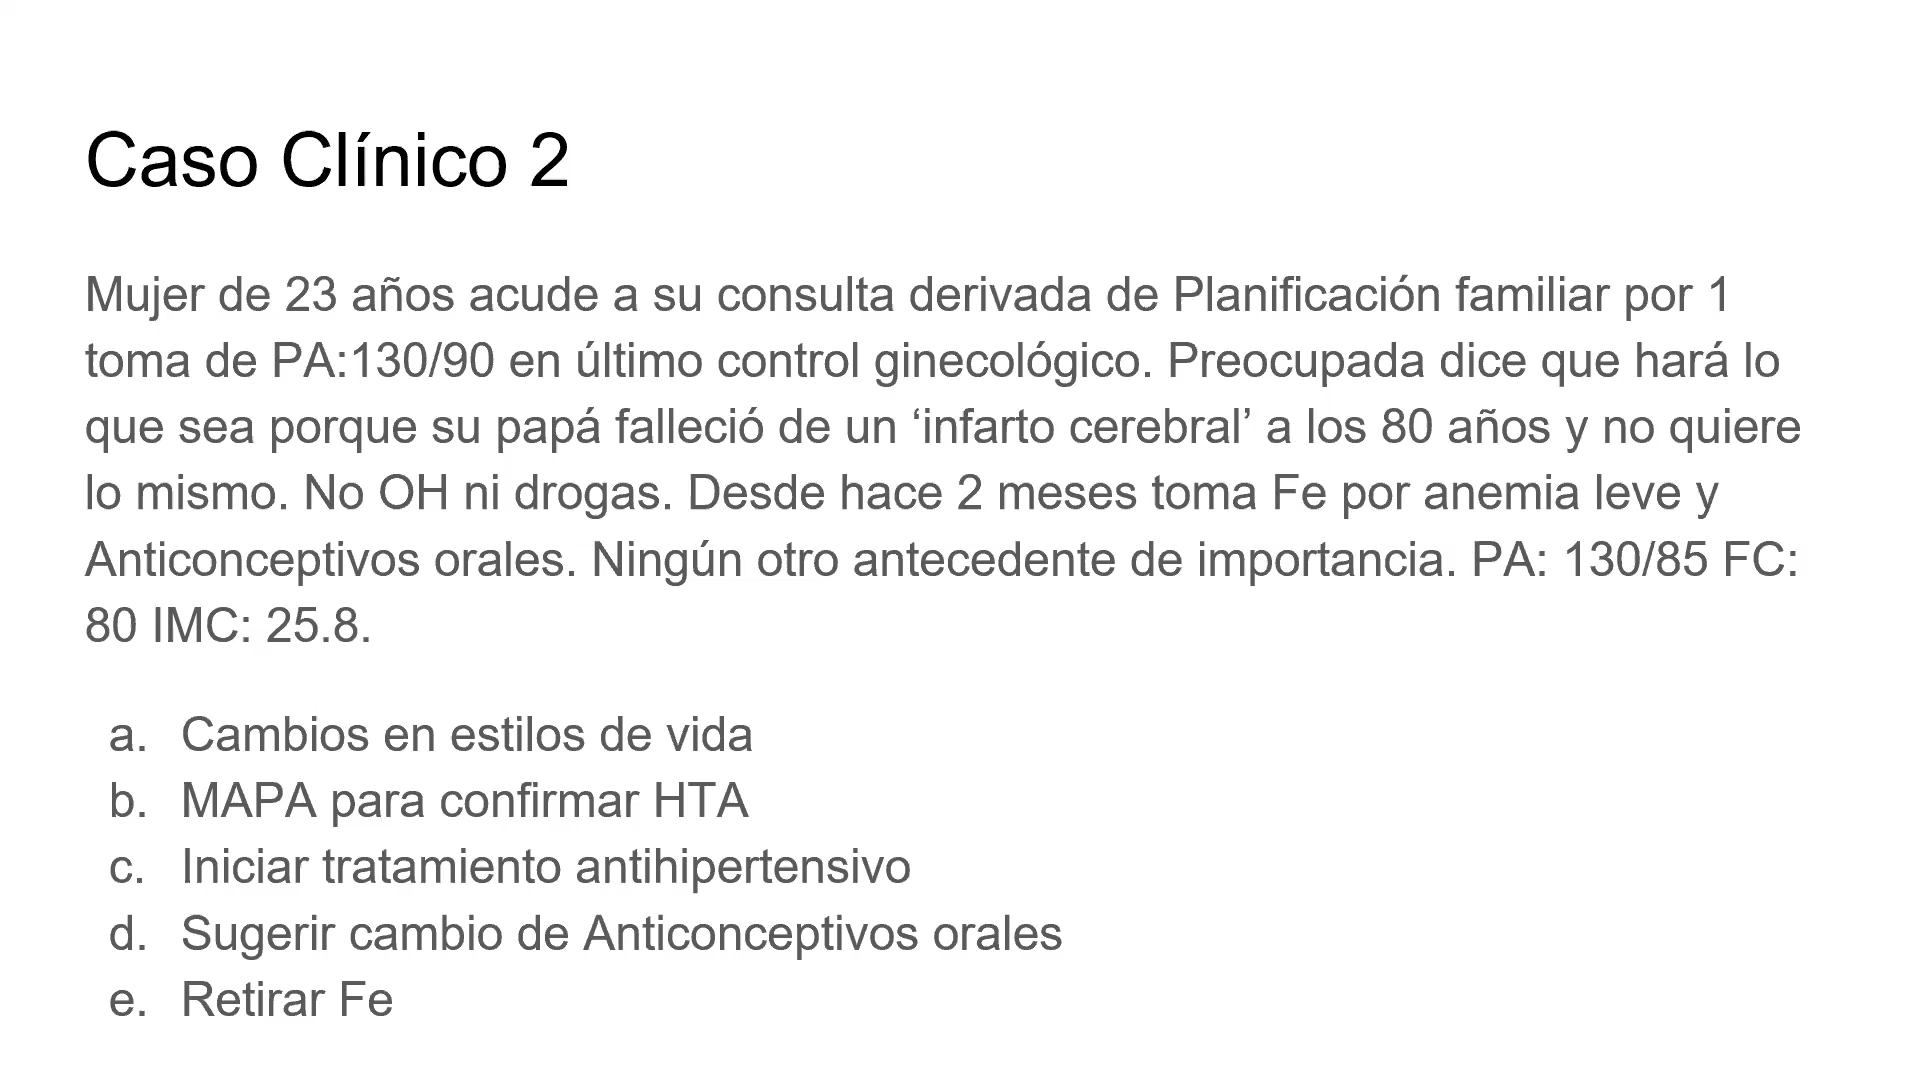 Caso Clínico 2
Mujer de 23 años acude a su consulta derivada de Planificación familiar por 1
toma de PA:130/90 en último control ginecológico. Preocupada dice que hará lo
que sea porque su papá falleció de un ‘infarto cerebral’ a los 80 años y no quiere
lo mismo. No OH ni drogas. Desde hace 2 meses toma Fe por anemia leve y
Anticonceptivos orales. Ningún otro antecedente de importancia. PA: 130/85 FC:
80 IMC: 25.8.
a. Cambios en estilos de vida
b. MAPA para confirmar HTA
c. Iniciar tratamiento antihipertensivo
d. Sugerir cambio de Anticonceptivos orales
e. Retirar Fe